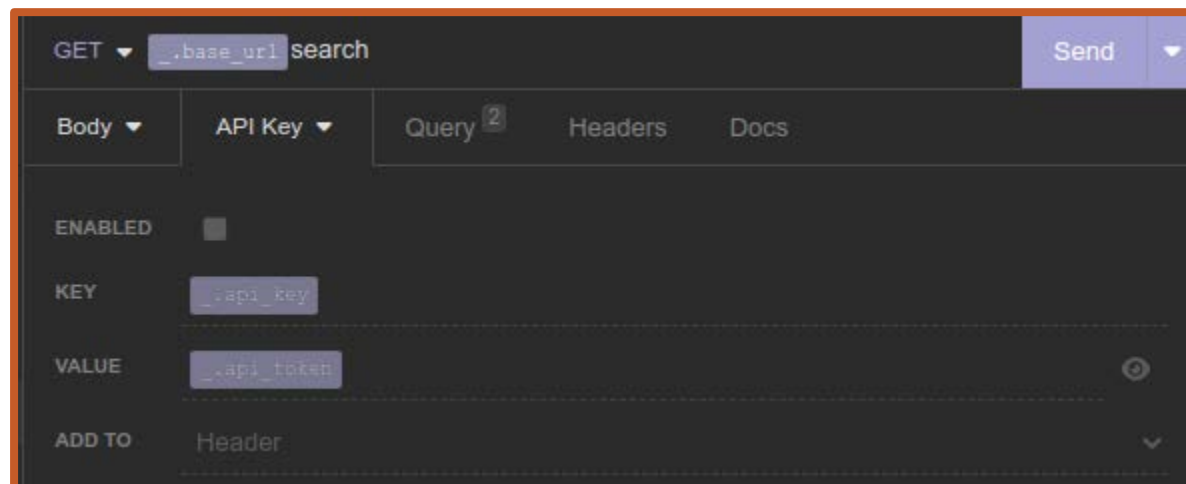 GET _.base_url search Send
Body API Key Query 2 Headers Docs
ENABLED
KEY _.api_key
VALUE _.api_token
ADD TO Header